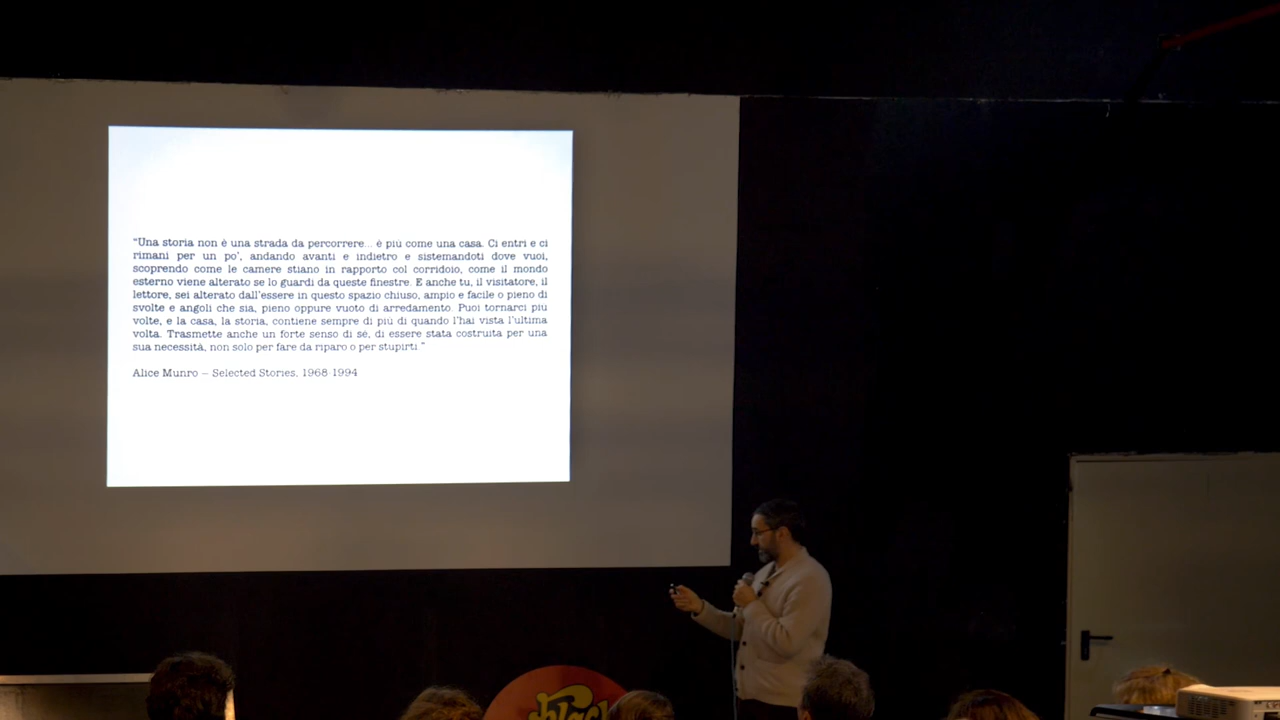 “Una storia non è una strada da percorrere... è più come una casa. Ci entri e ci
rimani per un po’, andando avanti e indietro e sistemandoti dove vuoi,
scoprendo come le camere stiano in rapporto col corridoio, come il mondo
esterno viene alterato se lo guardi da queste finestre. E anche tu, il visitatore, il
lettore, sei alterato dall’essere in questo spazio chiuso, ampio e facile o pieno di
svolte e angoli che sia, pieno oppure vuoto di arredamento. Puoi tornarci più
volte, e la casa, la storia, contiene sempre di più di quando l’hai vista l’ultima
volta. Trasmette anche un forte senso di sé, di essere stata costruita per una
sua necessità, non solo per fare da riparo o per stupirti.”
Alice Munro – Selected Stories, 1968-1994
black